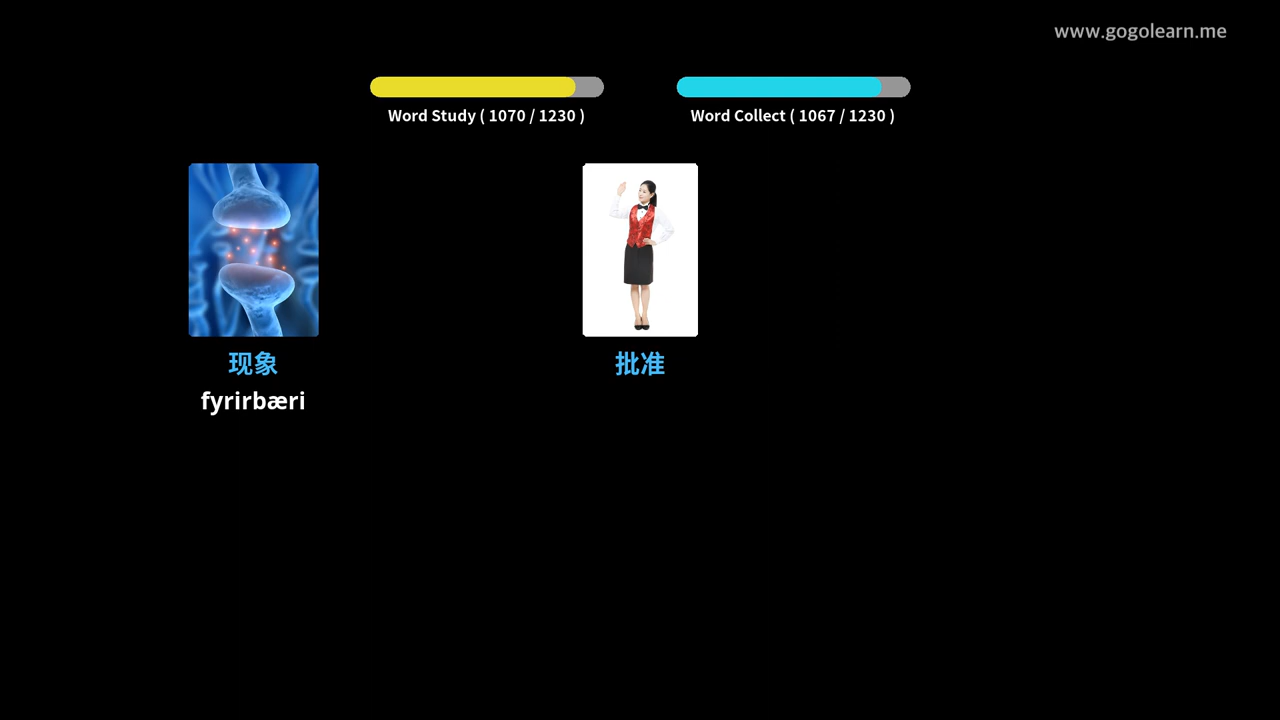 www.gogolearn.me
Word Study ( 1070 / 1230 )
Word Collect ( 1067 / 1230 )
现象
批准
fyrirbæri